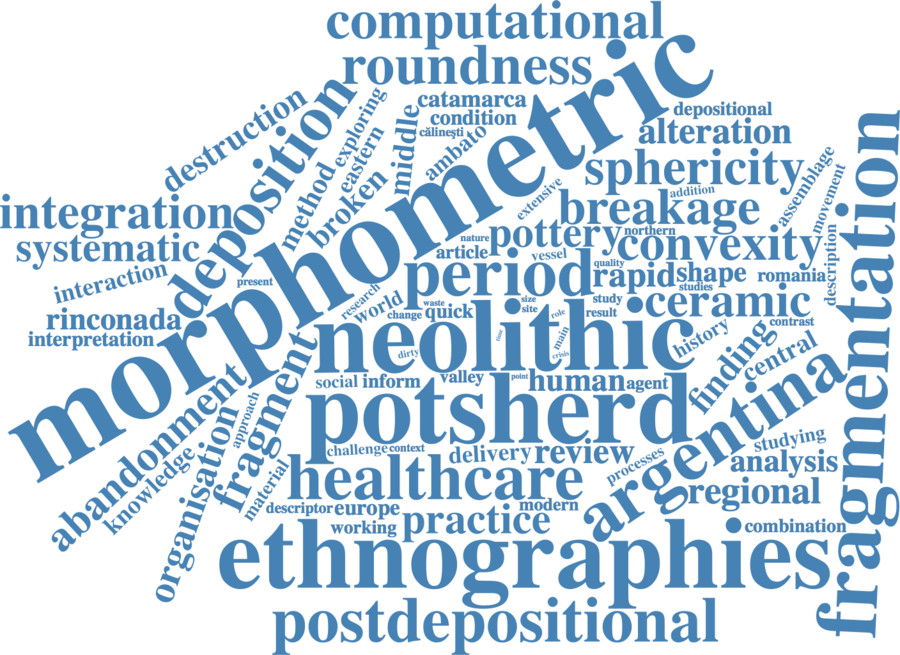 computational
roundness
morphometric
deposition
destruction
exploring
eastern
method
broken
middle
catamarca
condition
călinești
ambato
depositional
alteration
sphericity
addition
assemblage
movement
description
extensive
breakage
integration
systematic
interaction
rinconada
interpretation
present
nature
article
pottery
northern
convexity
vessel
quality
period
rapid
shape
studies
romania
research
world
change
waste
quick
size
site
role
study
result
ceramic
fragmentation
neolithic
time
main
crisis
dirty
history
finding
contrast
central
social
inform
valley
point
human
agent
potsherd
argentina
abandonment
knowledge
organisation
approach
fragment
material
challenge
context
delivery
review
processes
studying
analysis
healthcare
regional
descriptor
europe
working
practice
modern
combination
ethnographies
postdepositional